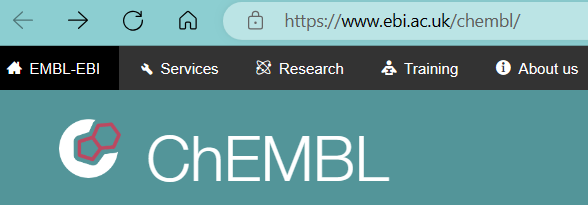 https://www.ebi.ac.uk/chembl/
EMBL-EBI Services Research Training About us
ChEMBL